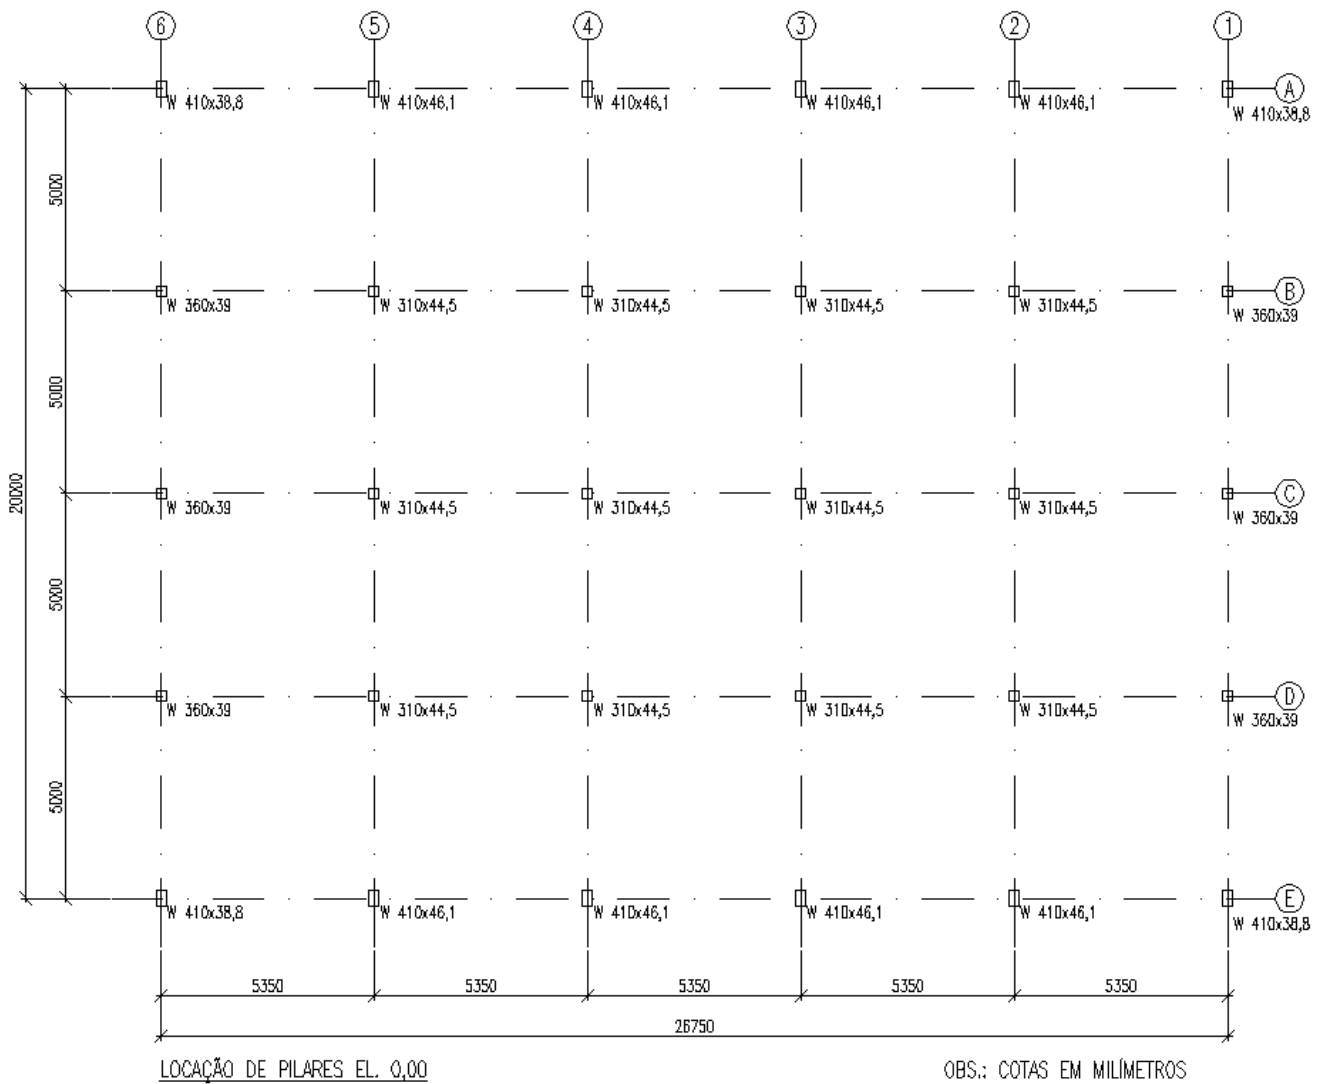 6 5 4 3 2 1
A
W 410x38,8 W 410x46,1 W 410x46,1 W 410x46,1 W 410x46,1 W 410x38,8
5000
B
W 360x39 W 310x44,5 W 310x44,5 W 310x44,5 W 310x44,5 W 360x39
5000
20000
C
W 360x39 W 310x44,5 W 310x44,5 W 310x44,5 W 310x44,5 W 360x39
5000
D
W 360x39 W 310x44,5 W 310x44,5 W 310x44,5 W 310x44,5 W 360x39
5000
E
W 410x38,8 W 410x46,1 W 410x46,1 W 410x46,1 W 410x46,1 W 410x38,8
5350 5350 5350 5350 5350
26750
LOCAÇÃO DE PILARES EL. 0,00
OBS.: COTAS EM MILÍMETROS